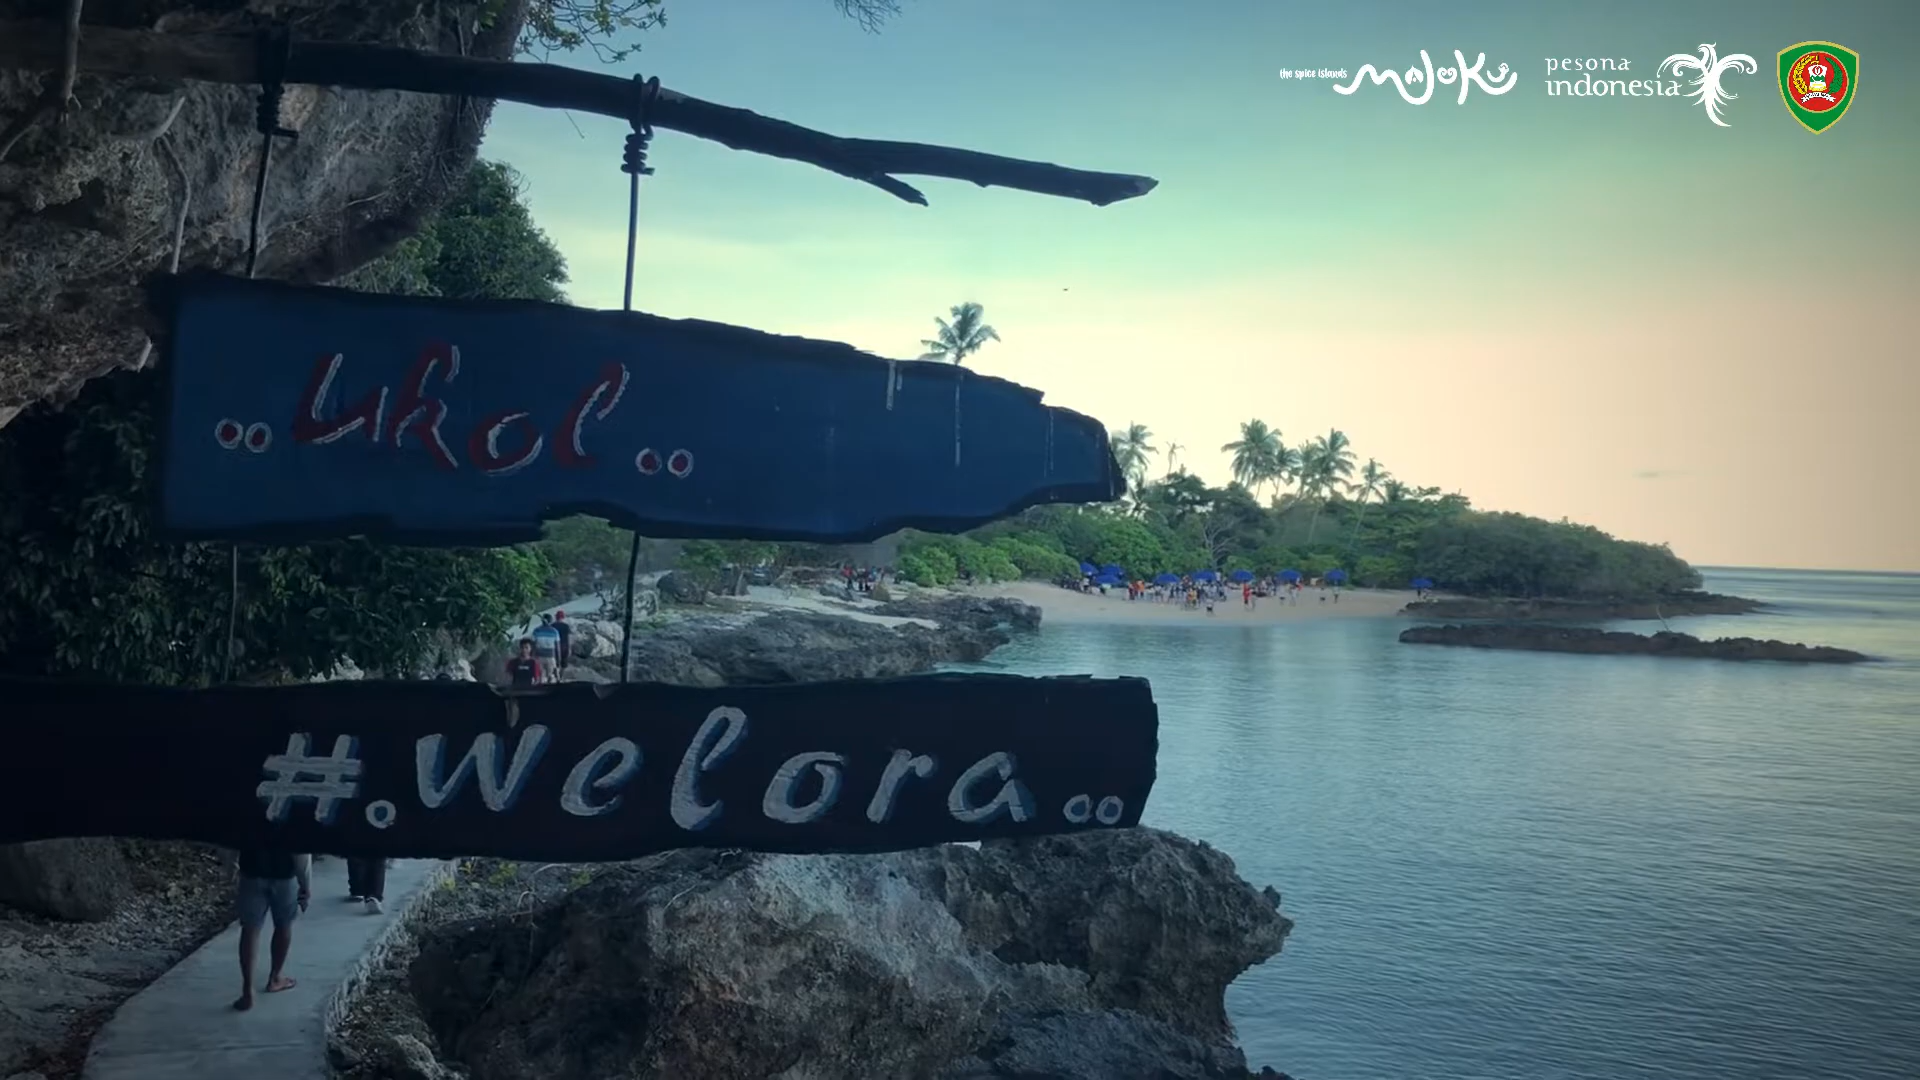 the spice islands Maluku
pesona
indonesia
..ukol..
#.welora..